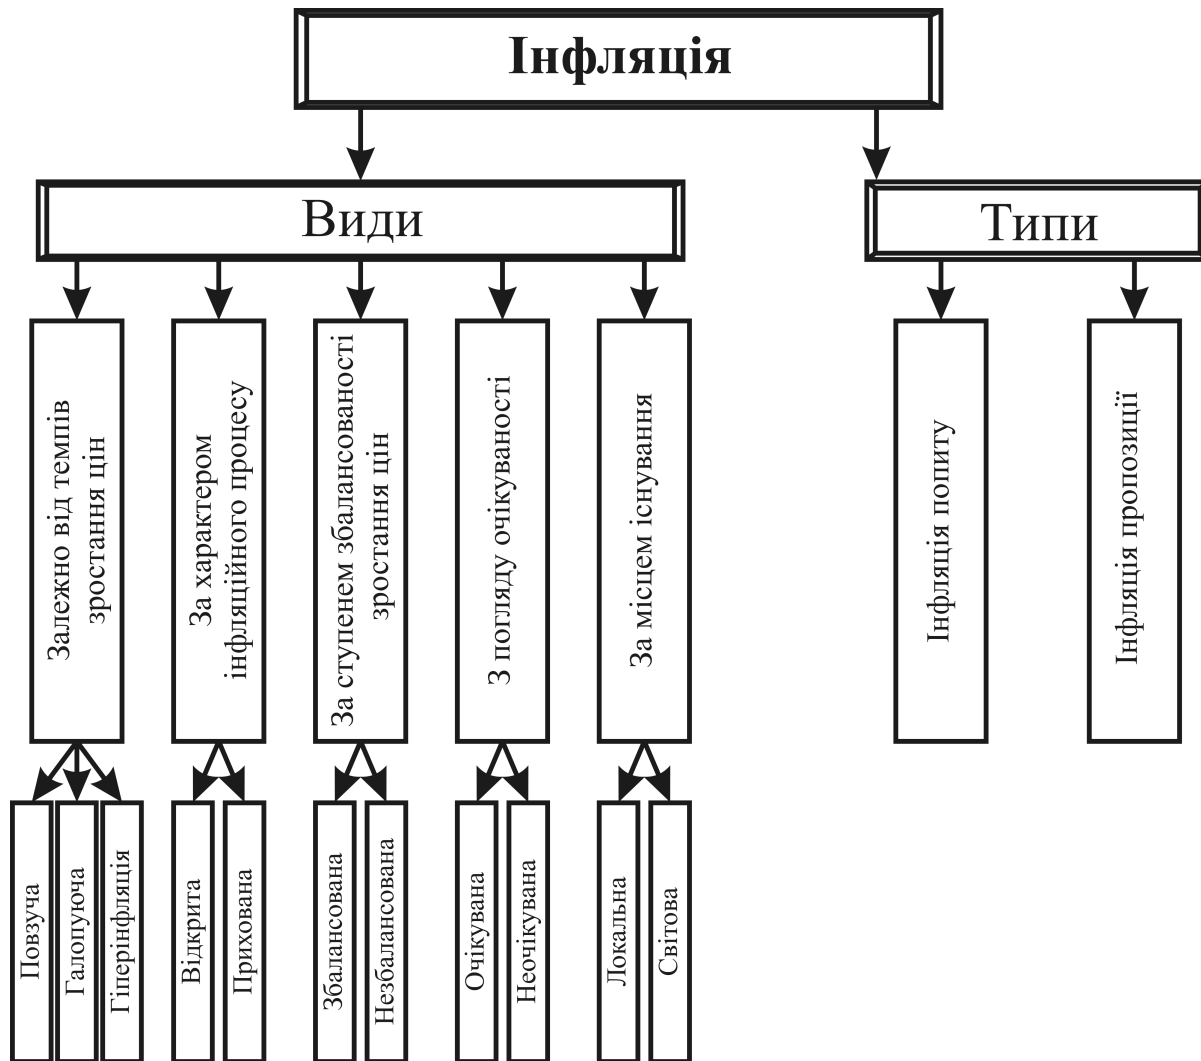 Інфляція
Види
Типи
Залежно від темпів
зростання цін
За характером
інфляційного процесу
За ступенем збалансованості
зростання цін
З погляду очікуваності
За місцем існування
Інфляція попиту
Інфляція пропозиції
Повзуча
Галопуюча
Гіперінфляція
Відкрита
Прихована
Збалансована
Незбалансована
Очікувана
Неочікувана
Локальна
Світова